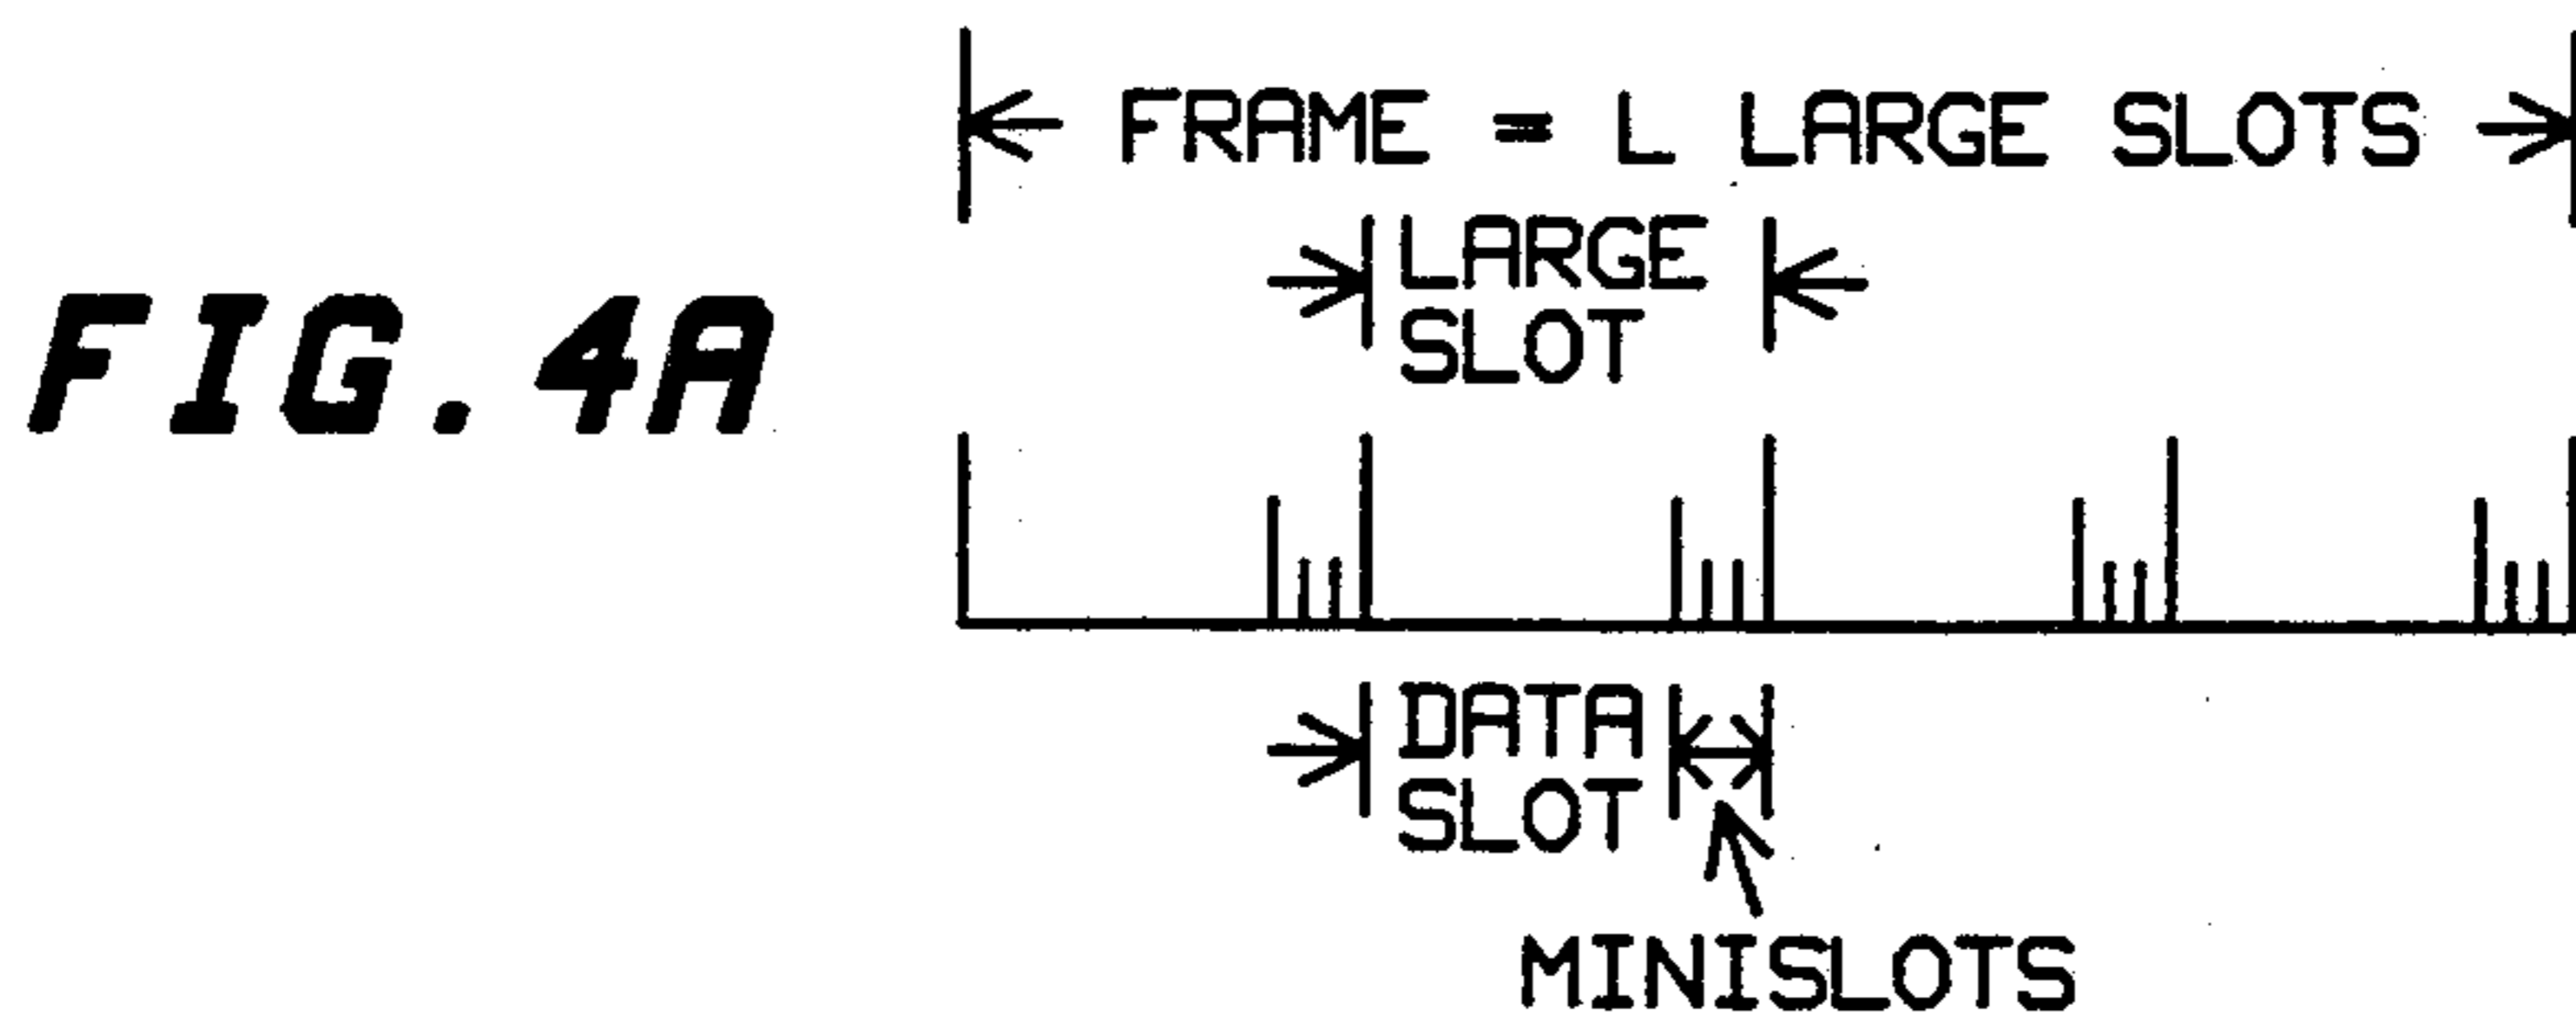 FRAME = L LARGE SLOTS
LARGE
SLOT
FIG. 4A
DATA
SLOT
MINISLOTS